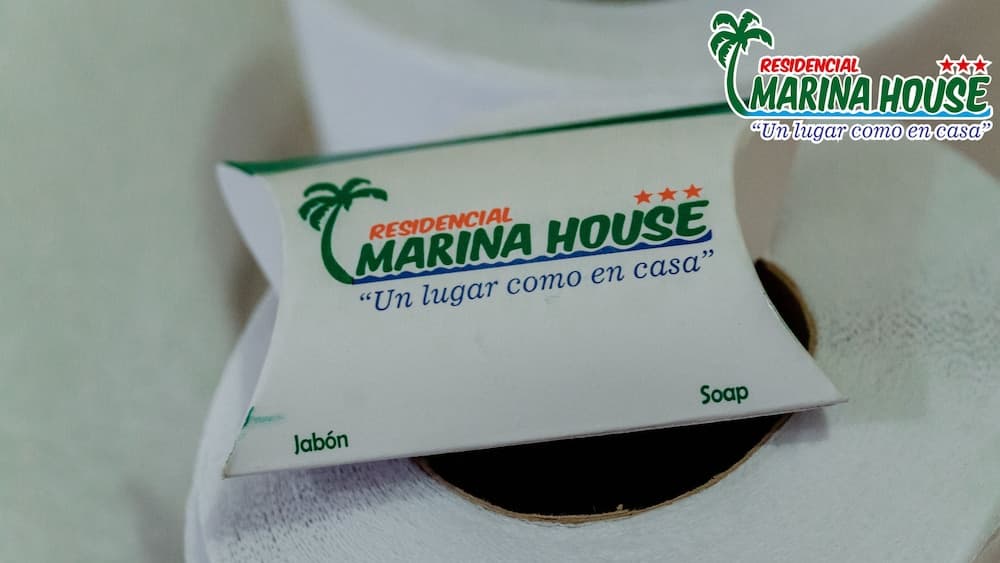 RESIDENCIAL
MARINA HOUSE
“Un lugar como en casa”
RESIDENCIAL
MARINA HOUSE
“Un lugar como en casa”
Soap
Jabón